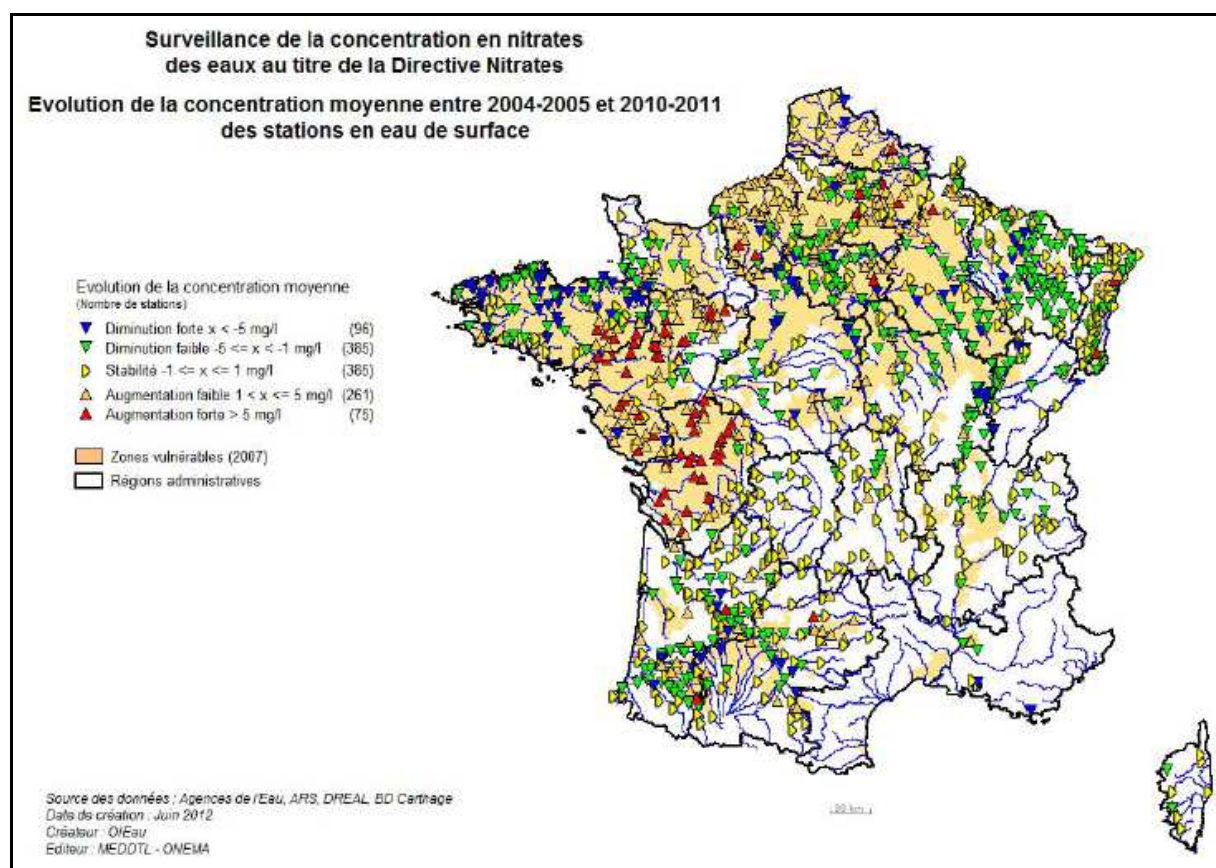 Surveillance de la concentration en nitrates
des eaux au titre de la Directive Nitrates
Evolution de la concentration moyenne entre 2004-2005 et 2010-2011
des stations en eau de surface
Evolution de la concentration moyenne
(Nombre de stations)
Diminution forte x < -5 mg/l (96)
Diminution faible -5 <= x < -1 mg/l (385)
Stabilité -1 <= x <= 1 mg/l (385)
Augmentation faible 1 < x <= 5 mg/l (261)
Augmentation forte > 5 mg/l (75)
Zones vulnérables (2007)
Régions administratives
Source des données : Agences de l'Eau, ARS, DREAL, BD Carthage
Date de création : Juin 2012
Créateur : OIEau
Editeur : MEDDTL - ONEMA